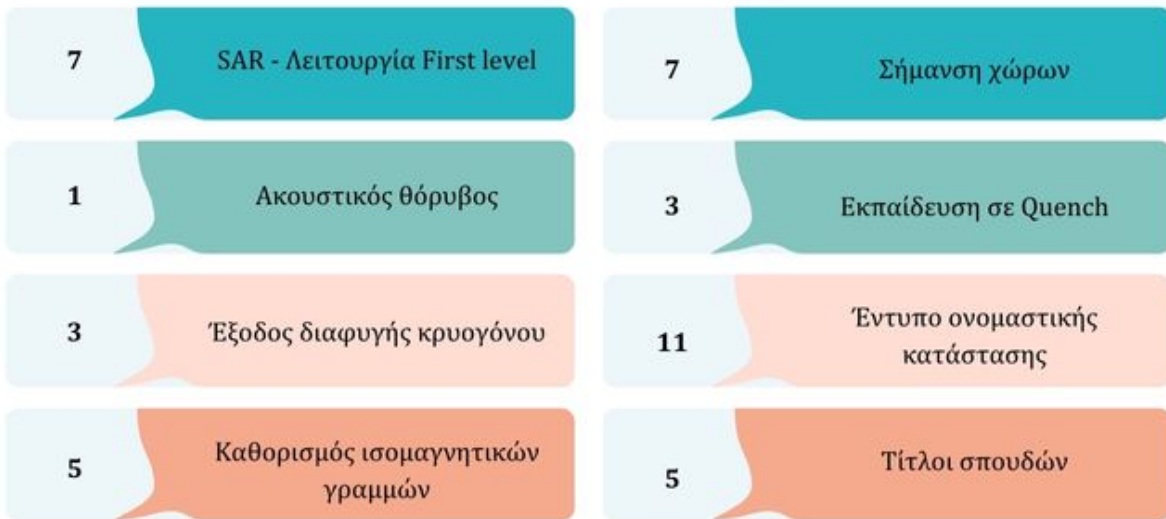 7
SAR - Λειτουργία First level
7
Σήμανση χώρων
1
Ακουστικός θόρυβος
3
Εκπαίδευση σε Quench
3
Έξοδος διαφυγής κρυογόνου
11
Έντυπο ονομαστικής
κατάστασης
5
Καθορισμός ισομαγνητικών
γραμμών
5
Τίτλοι σπουδών